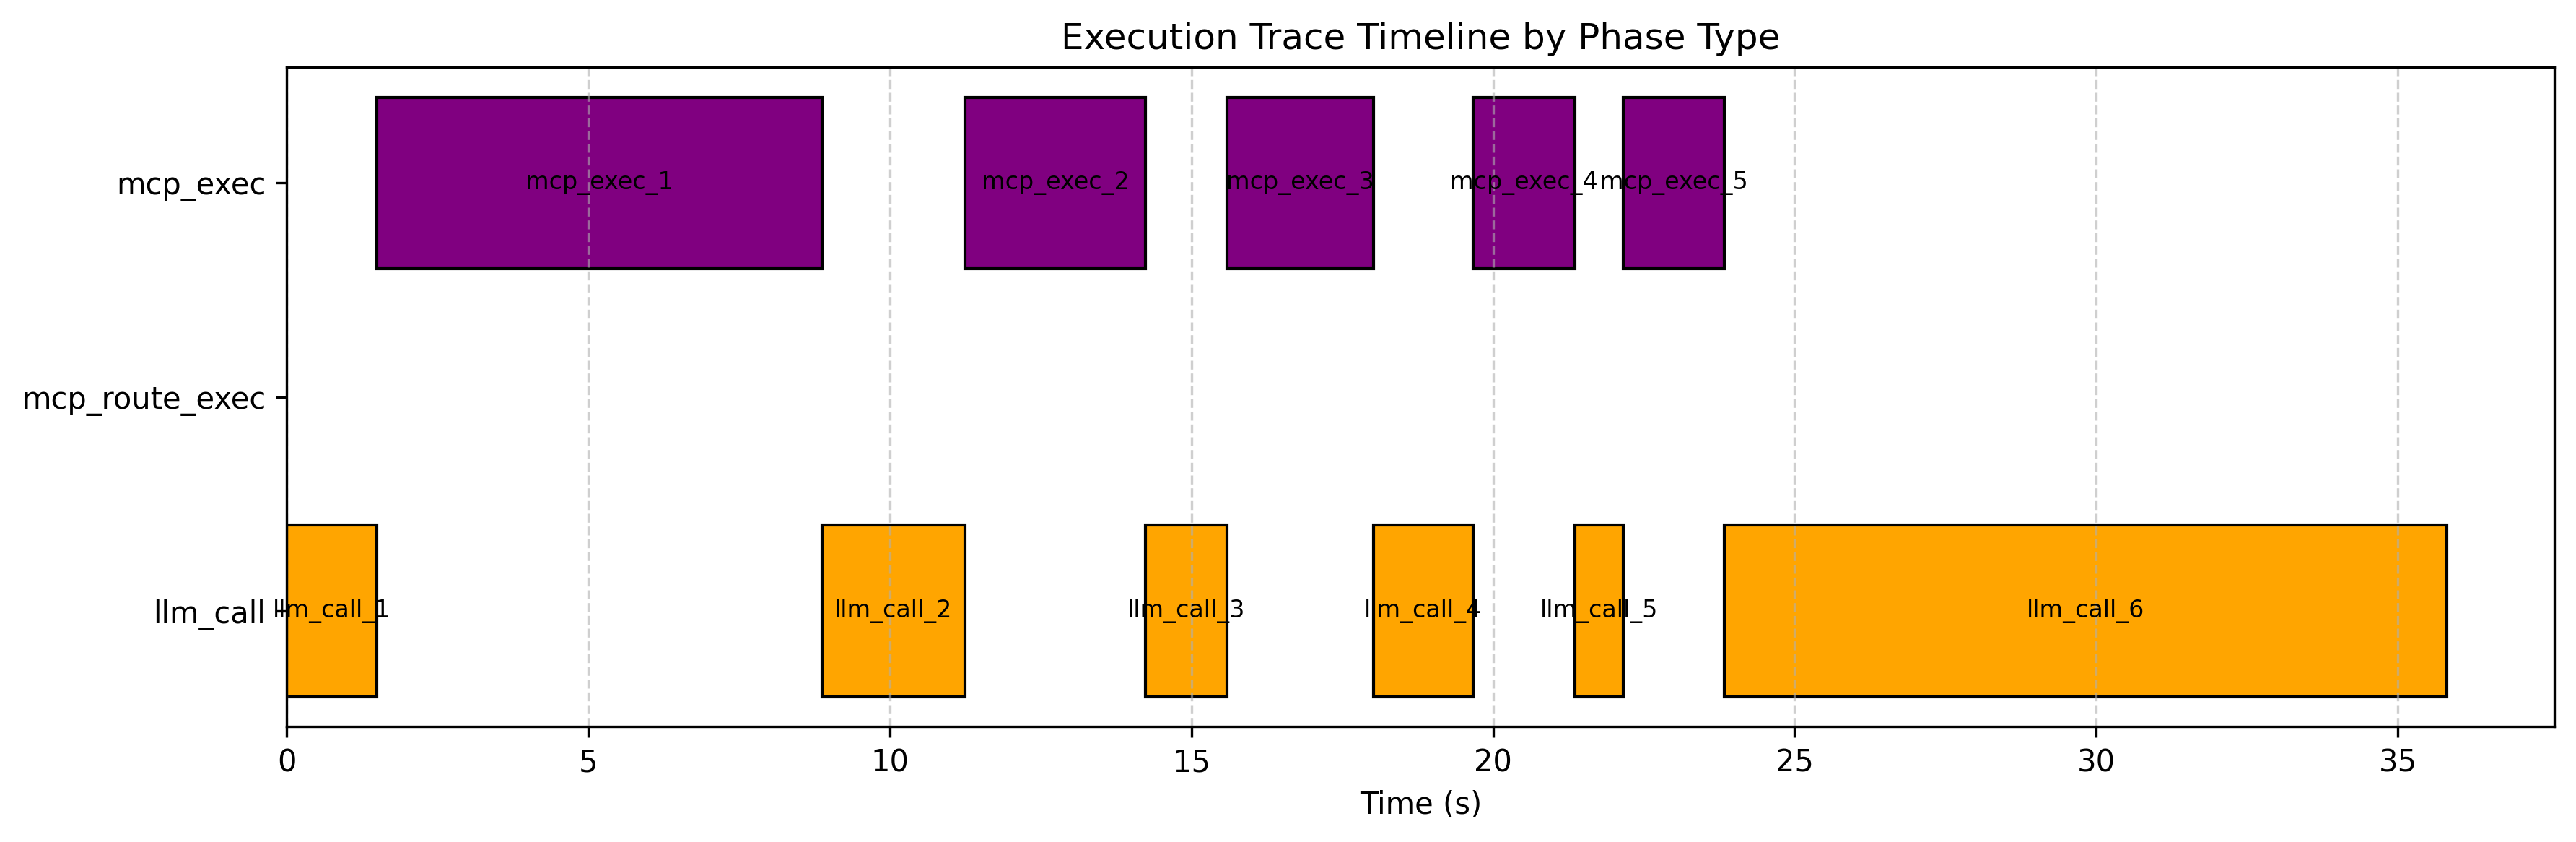 Execution Trace Timeline by Phase Type
mcp_exec
mcp_exec_1
mcp_exec_2
mcp_exec_3
mcp_exec_4
mcp_exec_5
mcp_route_exec
llm_call
llm_call_1
llm_call_2
llm_call_3
llm_call_4
llm_call_5
llm_call_6
0 5 10 15 20 25 30 35
Time (s)